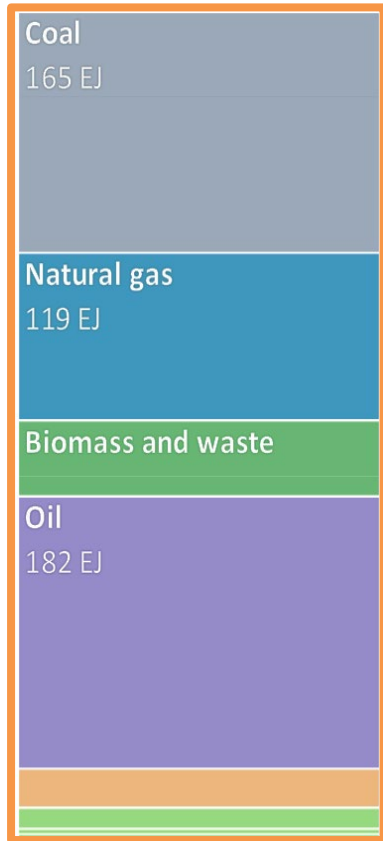 Coal
165 EJ
Natural gas
119 EJ
Biomass and waste
Oil
182 EJ